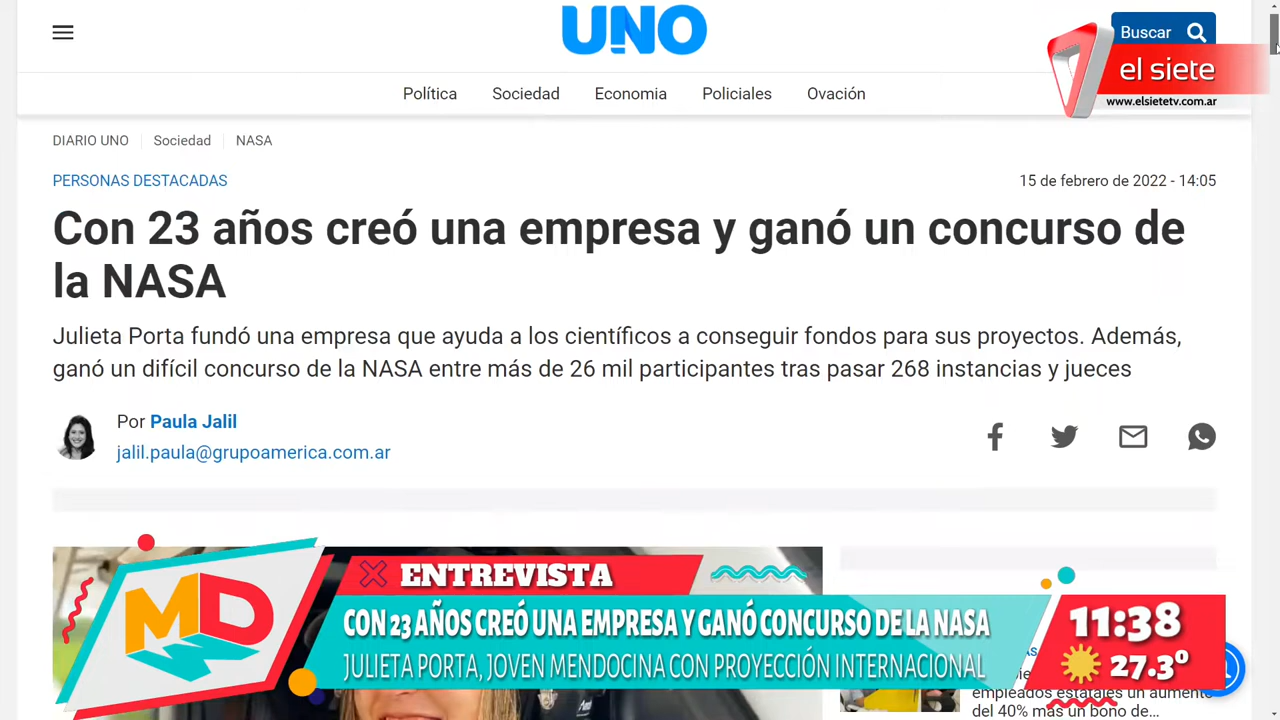 UNO
Buscar
el siete
www.elsietetv.com.ar
Política Sociedad Economia Policiales Ovación
DIARIO UNO Sociedad NASA
PERSONAS DESTACADAS
15 de febrero de 2022 - 14:05
Con 23 años creó una empresa y ganó un concurso de
la NASA
Julieta Porta fundó una empresa que ayuda a los científicos a conseguir fondos para sus proyectos. Además,
ganó un difícil concurso de la NASA entre más de 26 mil participantes tras pasar 268 instancias y jueces
Por Paula Jalil
jalil.paula@grupoamerica.com.ar
MD
ENTREVISTA
CON 23 AÑOS CREÓ UNA EMPRESA Y GANÓ CONCURSO DE LA NASA
JULIETA PORTA, JOVEN MENDOCINA CON PROYECCIÓN INTERNACIONAL
11:38
27.3º
empleados estatales un aumento
del 40% más un bono de...